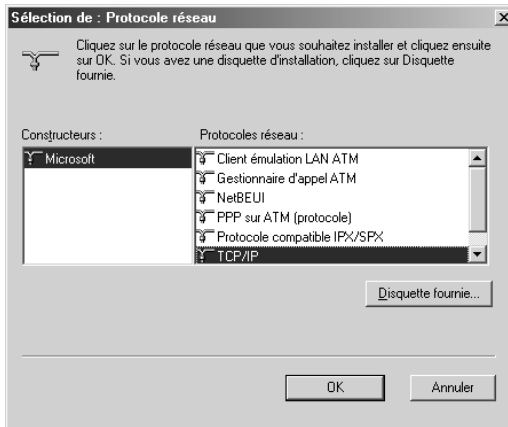 Sélection de : Protocole réseau
Cliquez sur le protocole réseau que vous souhaitez installer et cliquez ensuite
sur OK. Si vous avez une disquette d'installation, cliquez sur Disquette
fournie.
Constructeurs :
Protocoles réseau :
Microsoft
Client émulation LAN ATM
Gestionnaire d'appel ATM
NetBEUI
PPP sur ATM (protocole)
Protocole compatible IPX/SPX
TCP/IP
Disquette fournie...
OK
Annuler